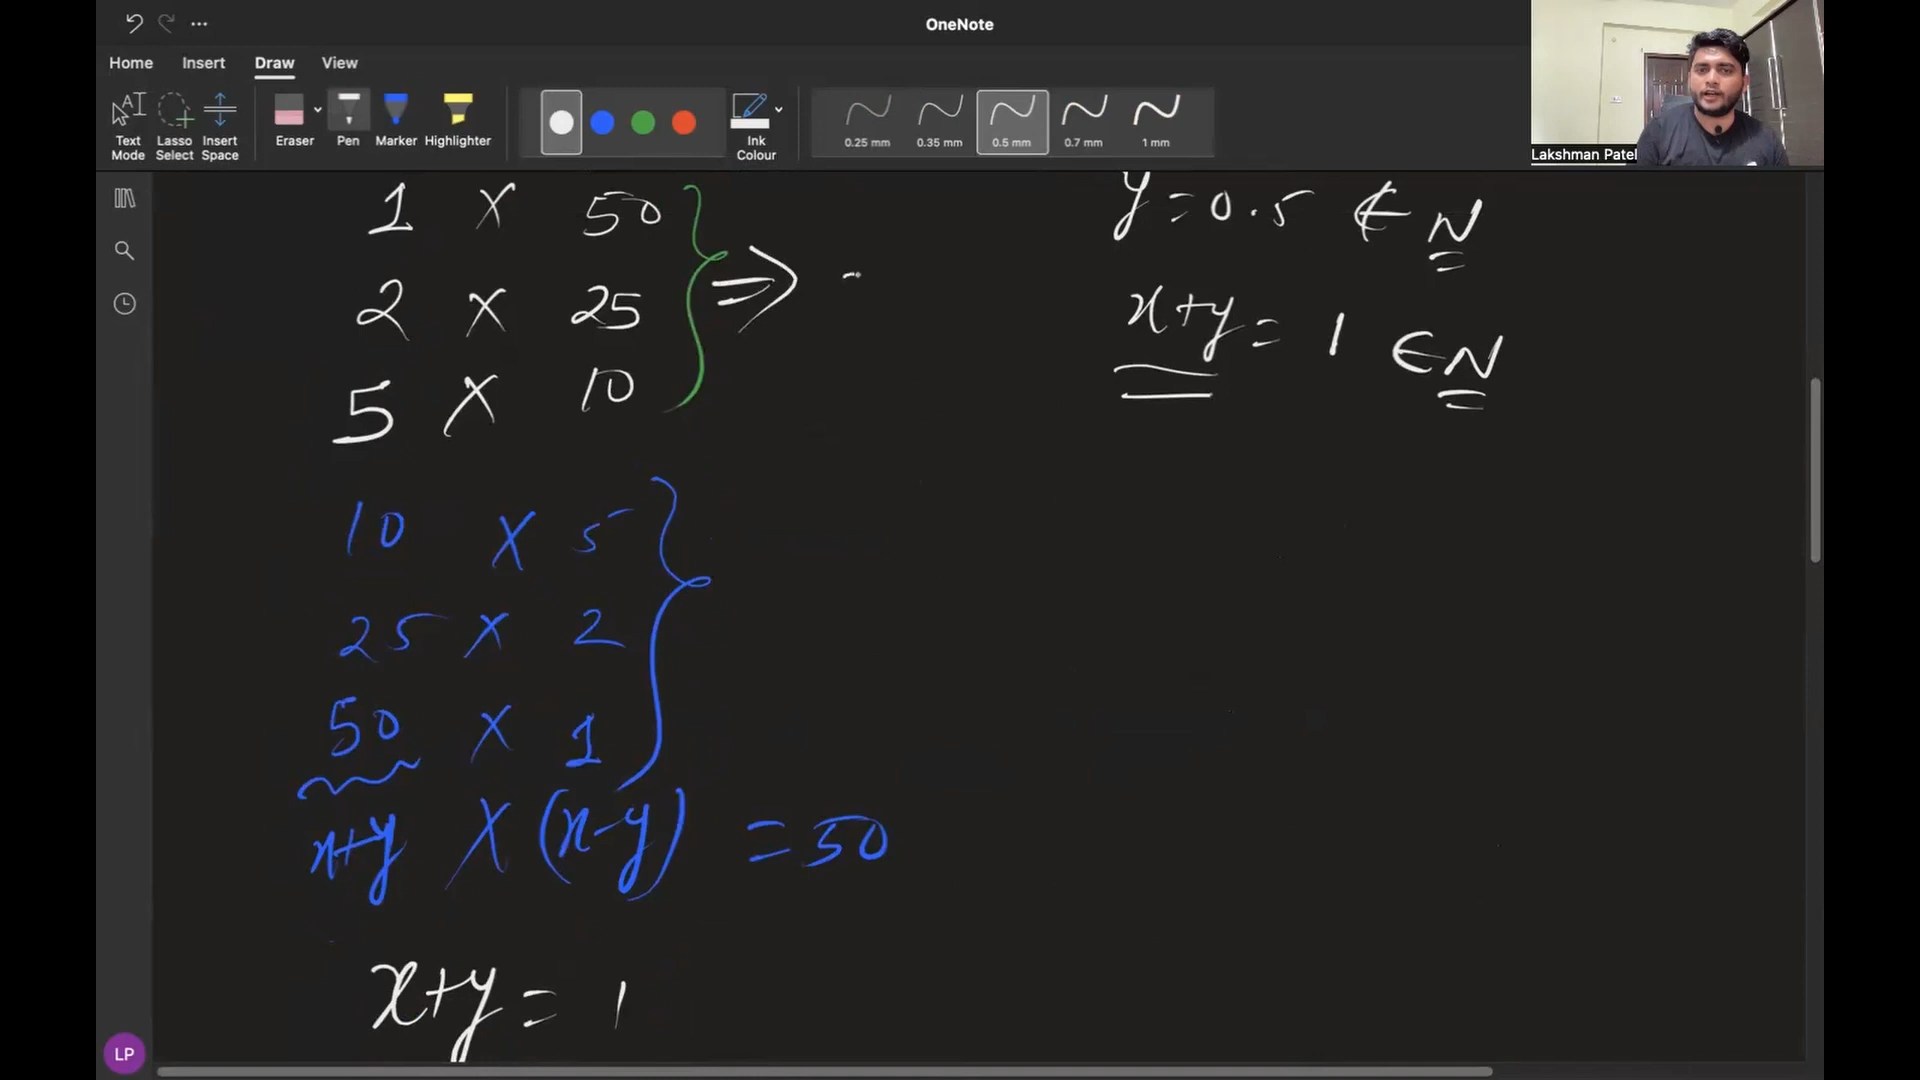 OneNote
Home Insert Draw View
Text Mode
Lasso Select
Insert Space
Eraser
Pen
Marker
Highlighter
Ink Colour
0.25 mm
0.35 mm
0.5 mm
0.7 mm
1 mm
Lakshman Patel
1 X 50 } ⇒
2 X 25
5 X 10
y = 0.5 ∉ N
x+y = 1 ∈ N
10 X 5 }
25 X 2
50 X 1
x+y X (x-y) = 50
x+y = 1
LP